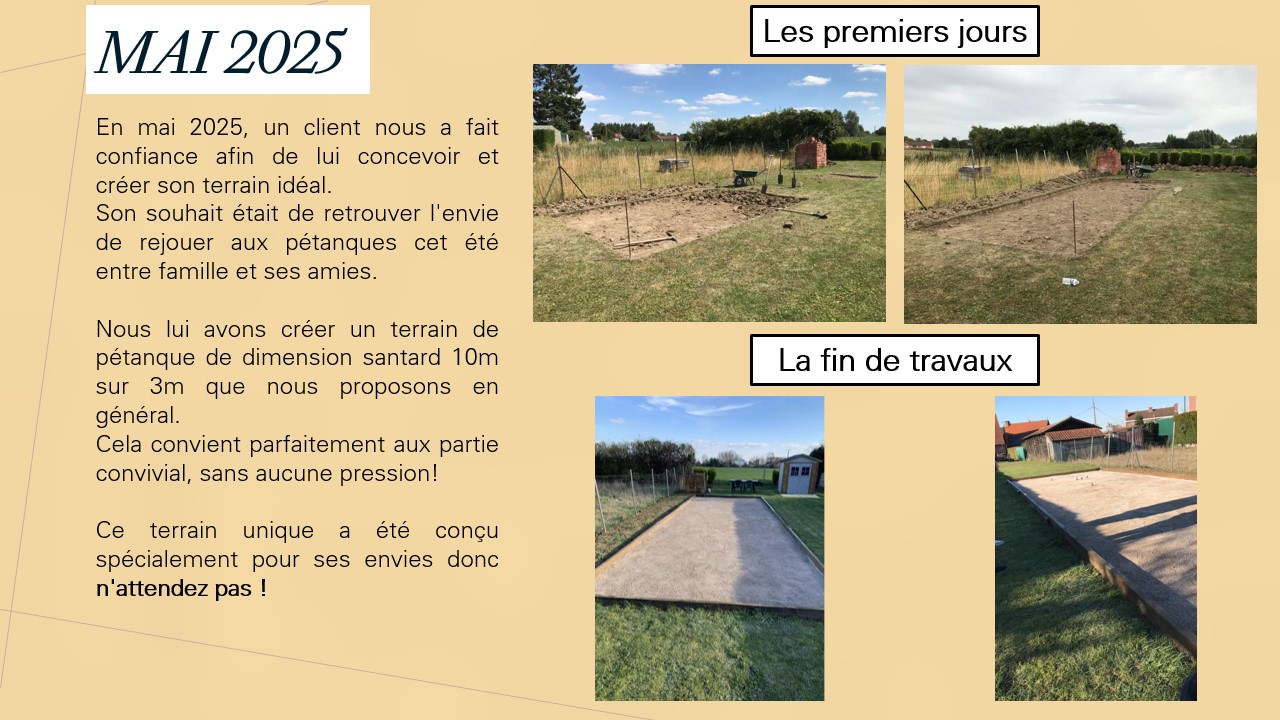 MAI 2025
En mai 2025, un client nous a fait
confiance afin de lui concevoir et
créer son terrain idéal.
Son souhait était de retrouver l'envie
de rejouer aux pétanques cet été
entre famille et ses amies.
Nous lui avons créer un terrain de
pétanque de dimension santard 10m
sur 3m que nous proposons en
général.
Cela convient parfaitement aux partie
convivial, sans aucune pression!
Ce terrain unique a été conçu
spécialement pour ses envies donc
n'attendez pas !
Les premiers jours
La fin de travaux